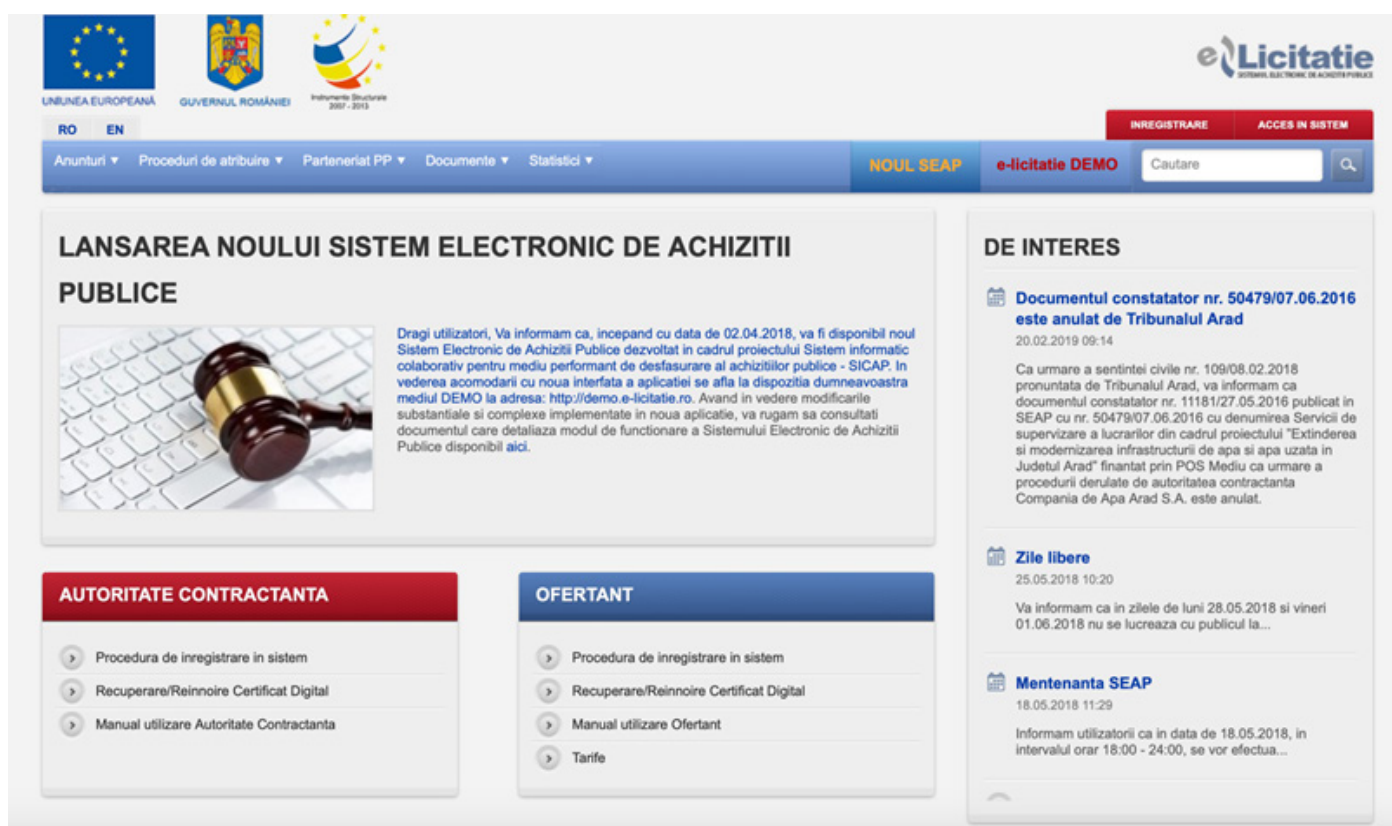 UNIUNEA EUROPEANĂ
GUVERNUL ROMÂNIEI
Instrumente Structurale
2007 - 2013
e Licitatie
SISTEMUL ELECTRONIC DE ACHIZITII PUBLICE
RO EN
INREGISTRARE ACCES IN SISTEM
Anunturi Proceduri de atribuire Parteneriat PP Documente Statistici NOUL SEAP e-licitatie DEMO Cautare
LANSAREA NOULUI SISTEM ELECTRONIC DE ACHIZITII
PUBLICE
Dragi utilizatori, Va informam ca, incepand cu data de 02.04.2018, va fi disponibil noul
Sistem Electronic de Achizitii Publice dezvoltat in cadrul proiectului Sistem informatic
colaborativ pentru mediu performant de desfasurare al achizitiilor publice - SICAP. In
vederea acomodarii cu noua interfata a aplicatiei se afla la dispozitia dumneavoastra
mediul DEMO la adresa: http://demo.e-licitatie.ro. Avand in vedere modificarile
substantiale si complexe implementate in noua aplicatie, va rugam sa consultati
documentul care detaliaza modul de functionare a Sistemului Electronic de Achizitii
Publice disponibil aici.
AUTORITATE CONTRACTANTA
Procedura de inregistrare in sistem
Recuperare/Reinnoire Certificat Digital
Manual utilizare Autoritate Contractanta
OFERTANT
Procedura de inregistrare in sistem
Recuperare/Reinnoire Certificat Digital
Manual utilizare Ofertant
Tarife
DE INTERES
Documentul constatator nr. 50479/07.06.2016
este anulat de Tribunalul Arad
20.02.2019 09:14
Ca urmare a sentintei civile nr. 109/08.02.2018
pronuntata de Tribunalul Arad, va informam ca
documentul constatator nr. 11181/27.05.2016 publicat in
SEAP cu nr. 50479/07.06.2016 cu denumirea Servicii de
supervizare a lucrarilor din cadrul proiectului "Extinderea
si modernizarea infrastructurii de apa si apa uzata in
Judetul Arad" finantat prin POS Mediu ca urmare a
procedurii derulate de autoritatea contractanta
Compania de Apa Arad S.A. este anulat.
Zile libere
25.05.2018 10:20
Va informam ca in zilele de luni 28.05.2018 si vineri
01.06.2018 nu se lucreaza cu publicul la...
Mentenanta SEAP
18.05.2018 11:29
Informam utilizatorii ca in data de 18.05.2018, in
intervalul orar 18:00 - 24:00, se vor efectua...